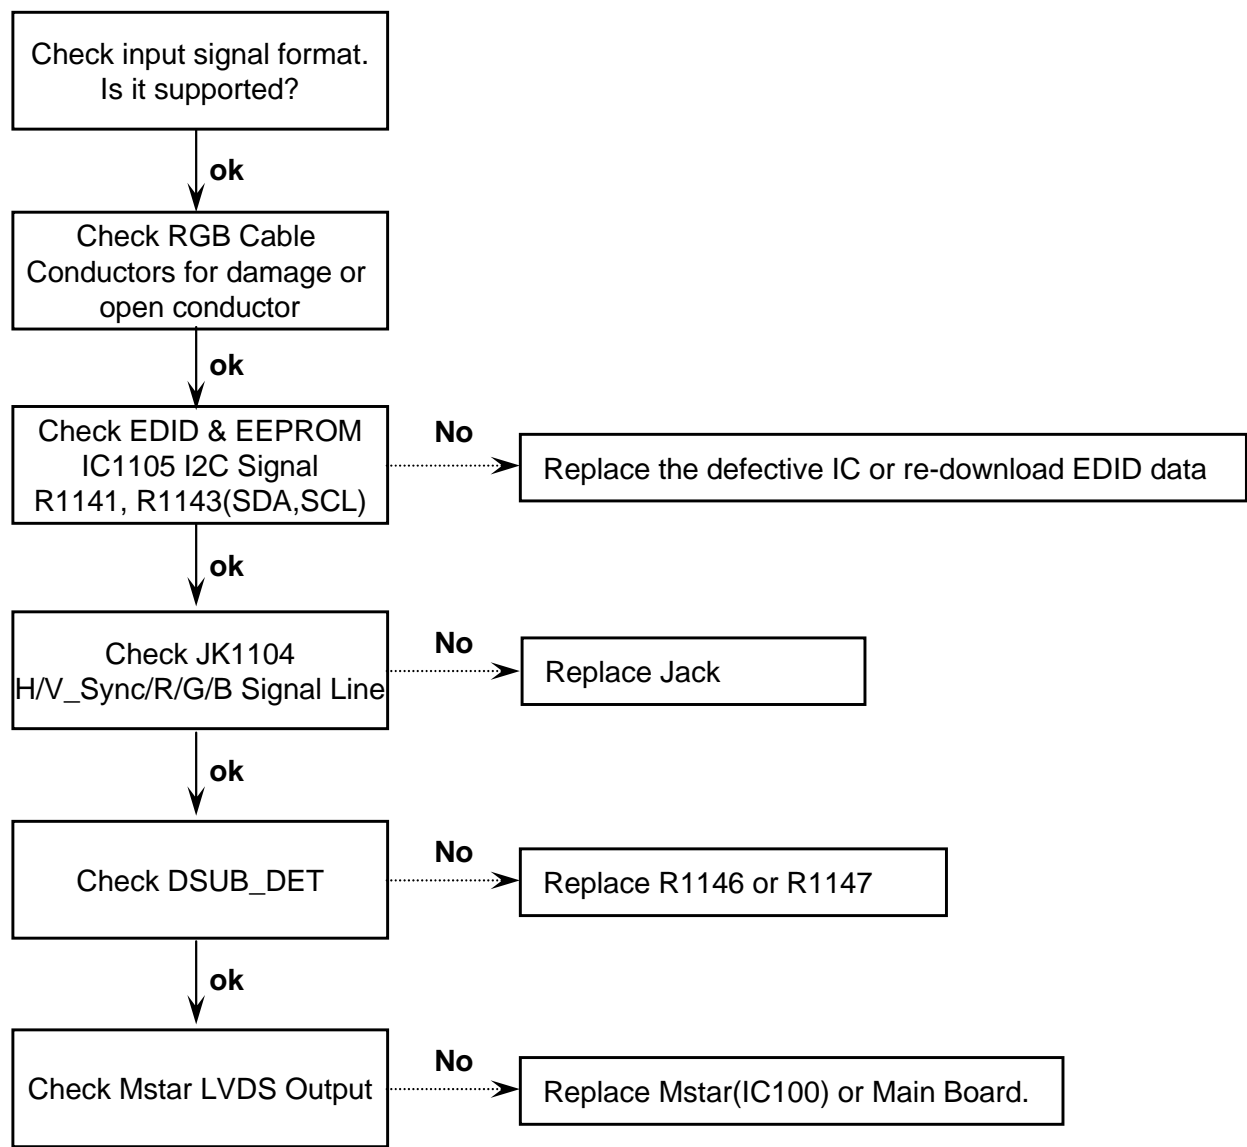 Check input signal format.
Is it supported?
ok
Check RGB Cable
Conductors for damage or
open conductor
ok
Check EDID & EEPROM
IC1105 I2C Signal
R1141, R1143(SDA,SCL)
No
Replace the defective IC or re-download EDID data
ok
Check JK1104
H/V_Sync/R/G/B Signal Line
No
Replace Jack
ok
Check DSUB_DET
No
Replace R1146 or R1147
ok
Check Mstar LVDS Output
No
Replace Mstar(IC100) or Main Board.